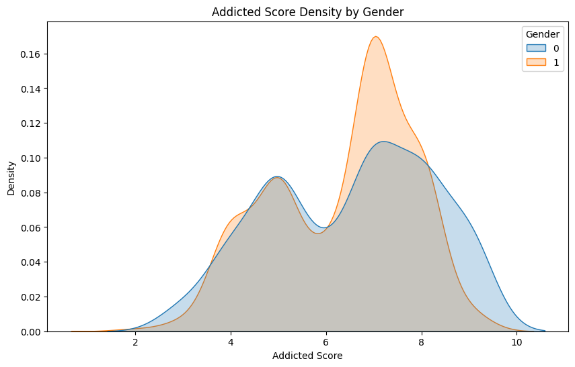 Addicted Score Density by Gender
Gender
0
1
0.16
0.14
0.12
0.10
0.08
0.06
0.04
0.02
0.00
Density
2 4 6 8 10
Addicted Score